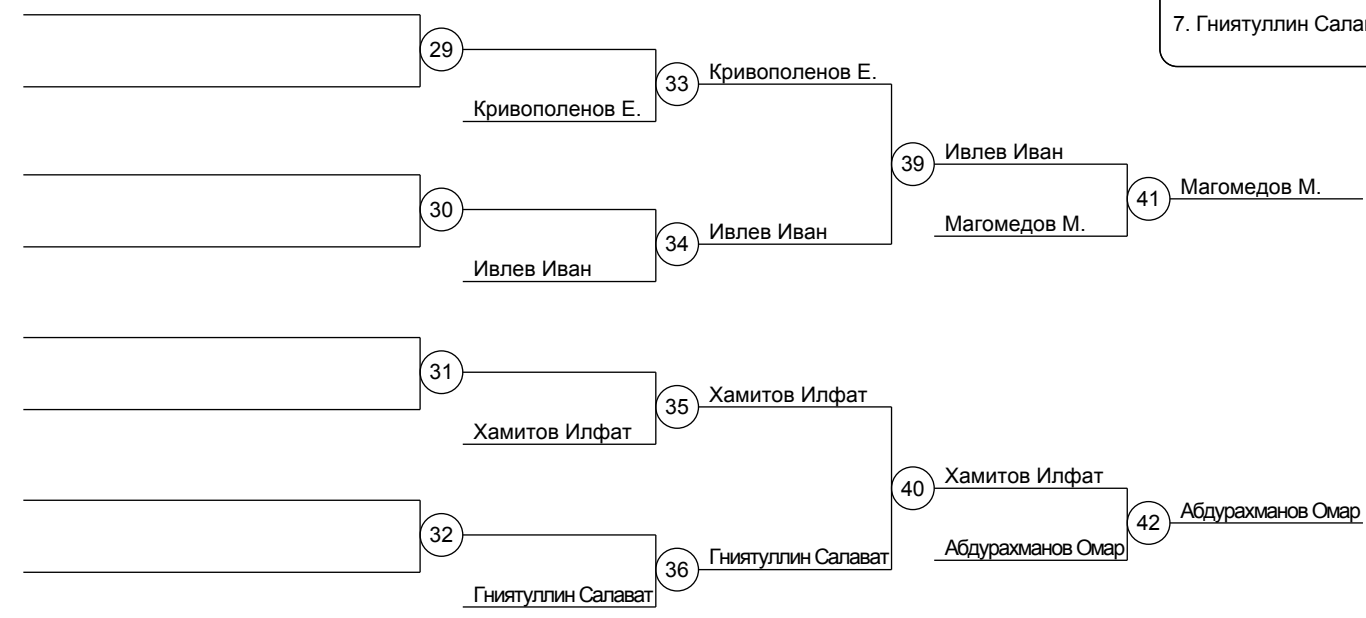 7. Гниятуллин
29
Кривополенов Е.
33
Кривополенов Е.
39
Ивлев Иван
Магомедов М.
41
Магомедов М.
30
Ивлев Иван
34
Ивлев Иван
31
Хамитов Илфат
35
Хамитов Илфат
40
Хамитов Илфат
Абдурахманов Омар
42
Абдурахманов Омар
32
Гниятуллин Салават
36
Гниятуллин Салават